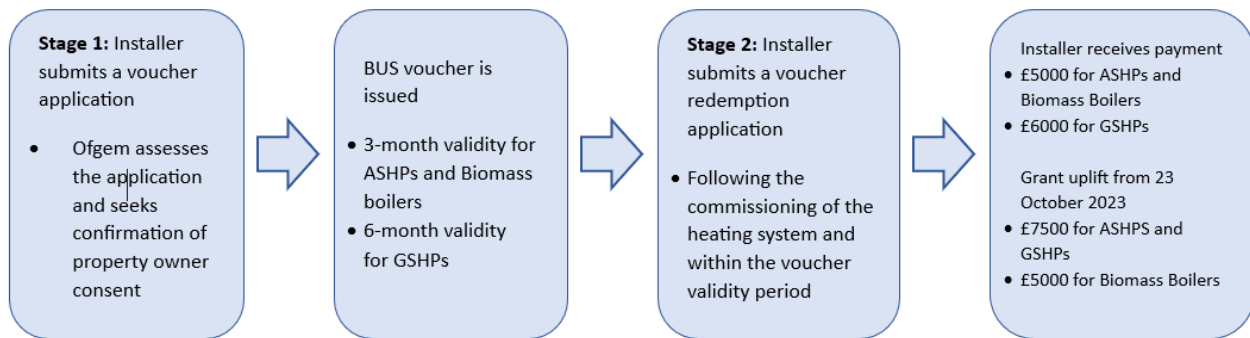 Stage 1: Installer
submits a voucher
application
• Ofgem assesses
the application
and seeks
confirmation of
property owner
consent
BUS voucher is
issued
• 3-month validity for
ASHPs and Biomass
boilers
• 6-month validity
for GSHPs
Stage 2: Installer
submits a voucher
redemption
application
• Following the
commissioning of the
heating system and
within the voucher
validity period
Installer receives payment
• £5000 for ASHPs and
Biomass Boilers
• £6000 for GSHPs
Grant uplift from 23
October 2023
• £7500 for ASHPS and
GSHPs
• £5000 for Biomass Boilers